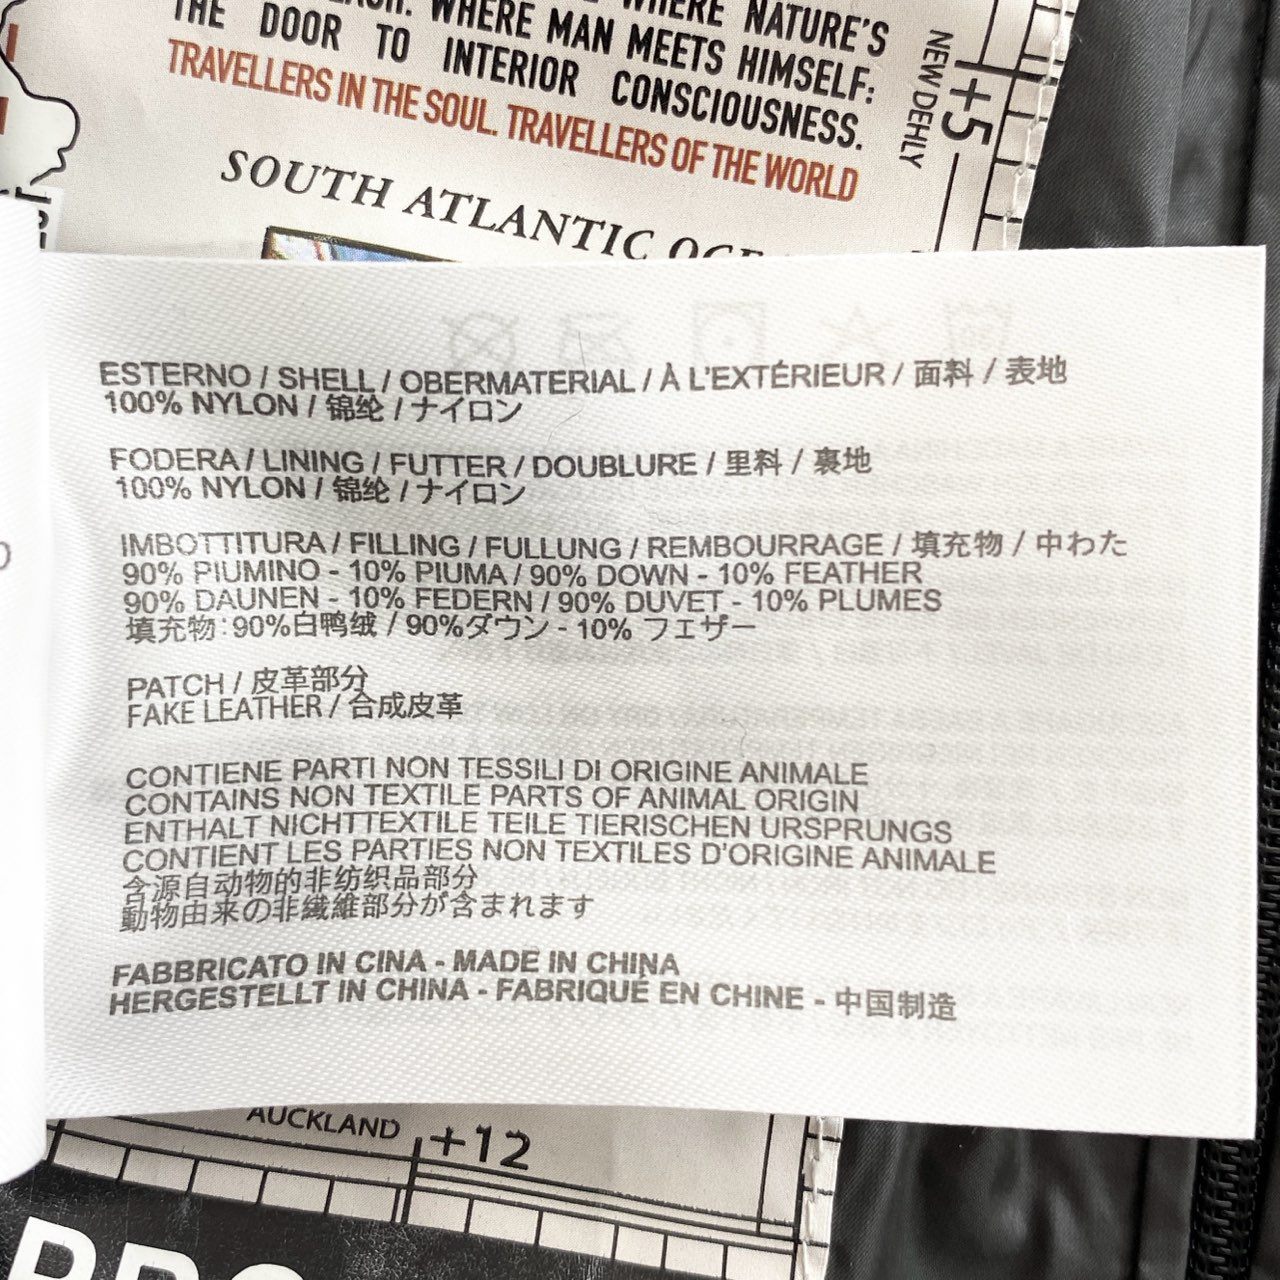 WHERE NATURE'S
WHERE MAN MEETS HIMSELF:
THE DOOR TO INTERIOR CONSCIOUSNESS.
TRAVELLERS IN THE SOUL. TRAVELLERS OF THE WORLD
SOUTH ATLANTIC
NEW DEHLY
+5
ESTERNO / SHELL / OBERMATERIAL / À L'EXTÉRIEUR / 面料 / 表地
100% NYLON / 锦纶 / ナイロン
FODERA / LINING / FUTTER / DOUBLURE / 里料 / 裏地
100% NYLON / 锦纶 / ナイロン
IMBOTTITURA / FILLING / FULLUNG / REMBOURRAGE / 填充物 / 中わた
90% PIUMINO - 10% PIUMA / 90% DOWN - 10% FEATHER
90% DAUNEN - 10% FEDERN / 90% DUVET - 10% PLUMES
填充物：90%白鸭绒 / 90%ダウン - 10% フェザー
PATCH / 皮革部分
FAKE LEATHER / 合成皮革
CONTIENE PARTI NON TESSILI DI ORIGINE ANIMALE
CONTAINS NON TEXTILE PARTS OF ANIMAL ORIGIN
ENTHALT NICHTTEXTILE TEILE TIERISCHEN URSPRUNGS
CONTIENT LES PARTIES NON TEXTILES D'ORIGINE ANIMALE
含源自动物的非纺织品部分
動物由来の非繊維部分が含まれます
FABBRICATO IN CINA - MADE IN CHINA
HERGESTELLT IN CHINA - FABRIQUÉ EN CHINE - 中国制造
AUCKLAND
+12